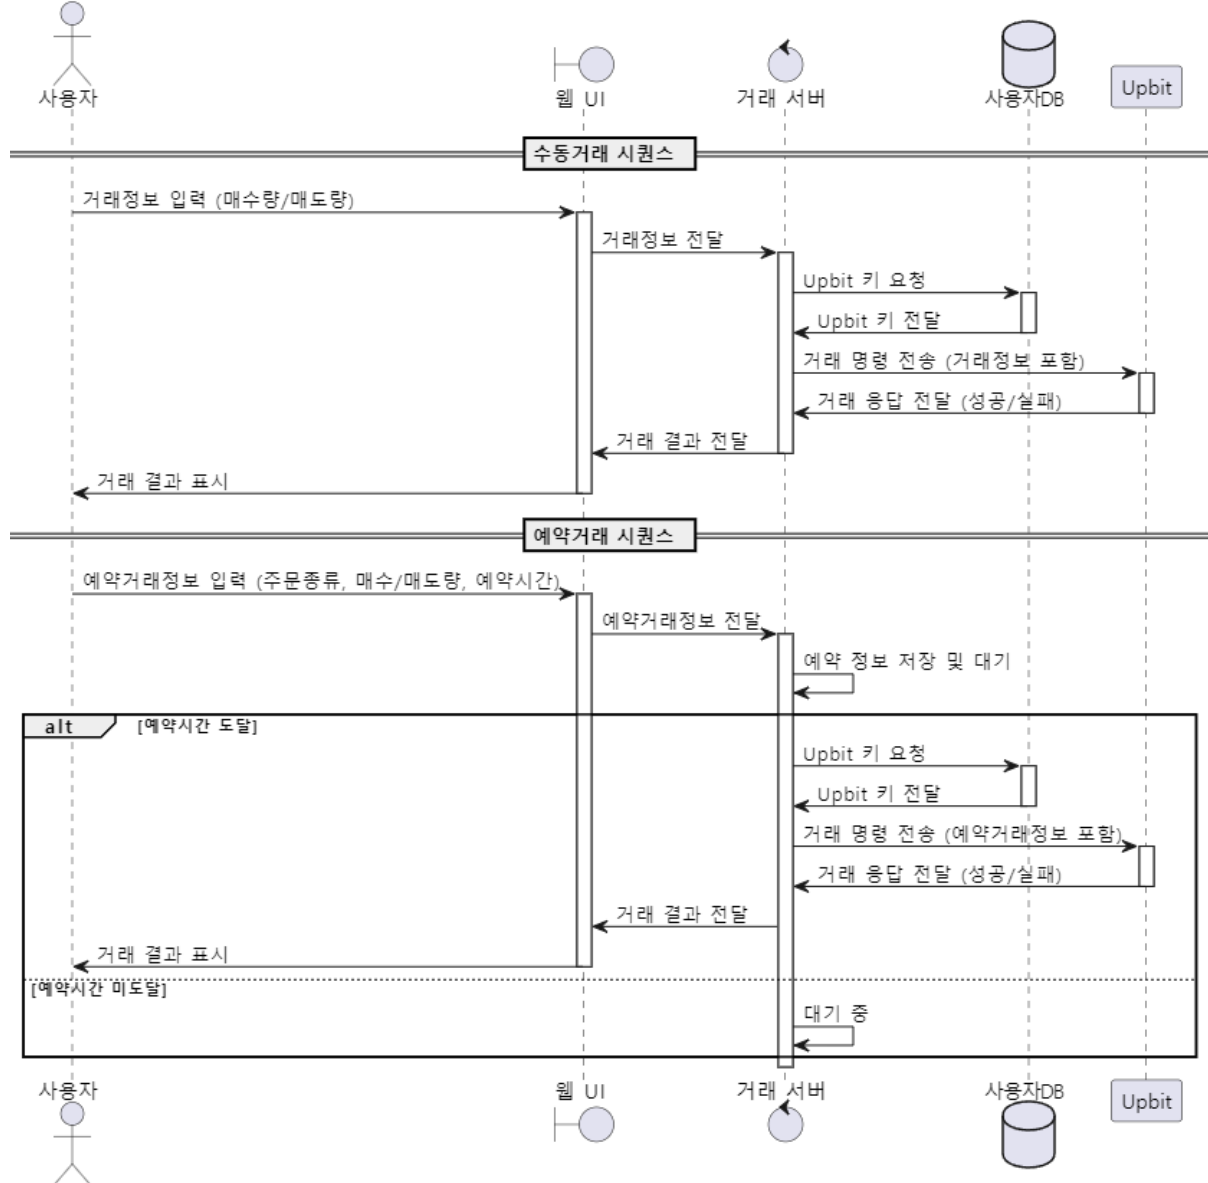 사용자
웹 UI
거래 서버
사용자DB
Upbit
수동거래 시퀀스
거래정보 입력 (매수량/매도량)
거래정보 전달
Upbit 키 요청
Upbit 키 전달
거래 명령 전송 (거래정보 포함)
거래 응답 전달 (성공/실패)
거래 결과 전달
거래 결과 표시
예약거래 시퀀스
예약거래정보 입력 (주문종류, 매수/매도량, 예약시간)
예약거래정보 전달
예약 정보 저장 및 대기
alt
[예약시간 도달]
Upbit 키 요청
Upbit 키 전달
거래 명령 전송 (예약거래정보 포함)
거래 응답 전달 (성공/실패)
거래 결과 전달
거래 결과 표시
[예약시간 미도달]
대기 중
사용자
웹 UI
거래 서버
사용자DB
Upbit